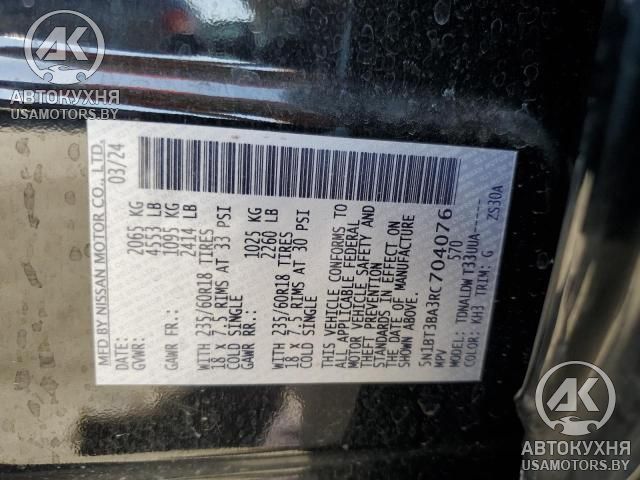 АК
АВТОКУХНЯ
USAMOTORS.BY
MFD BY NISSAN MOTOR CO., LTD.
DATE: 03/24
GVWR: 2065 KG
4553 LB
GAWR FR.: 1095 KG
2414 LB
WITH 235/60R18 TIRES
18 X 7.5 RIMS AT 33 PSI
COLD SINGLE
GAWR RR.: 1025 KG
2260 LB
WITH 235/60R18 TIRES
18 X 7.5 RIMS AT 30 PSI
COLD SINGLE
THIS VEHICLE CONFORMS TO
ALL APPLICABLE FEDERAL
MOTOR VEHICLE SAFETY AND
THEFT PREVENTION
STANDARDS IN EFFECT ON
THE DATE OF MANUFACTURE
SHOWN ABOVE.
5N1BT3BA3RC704076
MPV 570
MODEL: TDNALDW T33UUA-----
COLOR: KH3 TRIM: G ZS30A
АК
АВТОКУХНЯ
USAMOTORS.BY